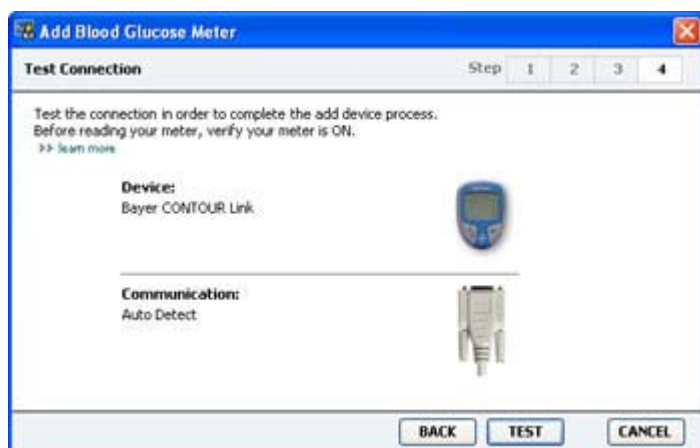 Add Blood Glucose Meter
Test Connection Step 1 2 3 4
Test the connection in order to complete the add device process.
Before reading your meter, verify your meter is ON.
>> learn more
Device:
Bayer CONTOUR Link
Communication:
Auto Detect
BACK TEST CANCEL